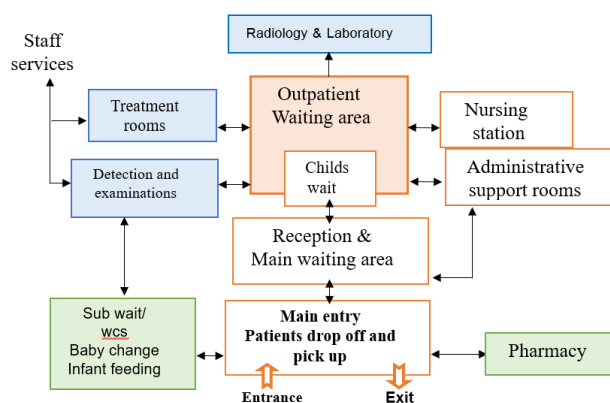 Radiology & Laboratory
Staff
services
Outpatient
Waiting area
Treatment
rooms
Nursing
station
Detection and
examinations
Childs
wait
Administrative
support rooms
Reception &
Main waiting area
Main entry
Patients drop off and
pick up
Sub wait/
wcs
Baby change
Infant feeding
Pharmacy
Entrance
Exit